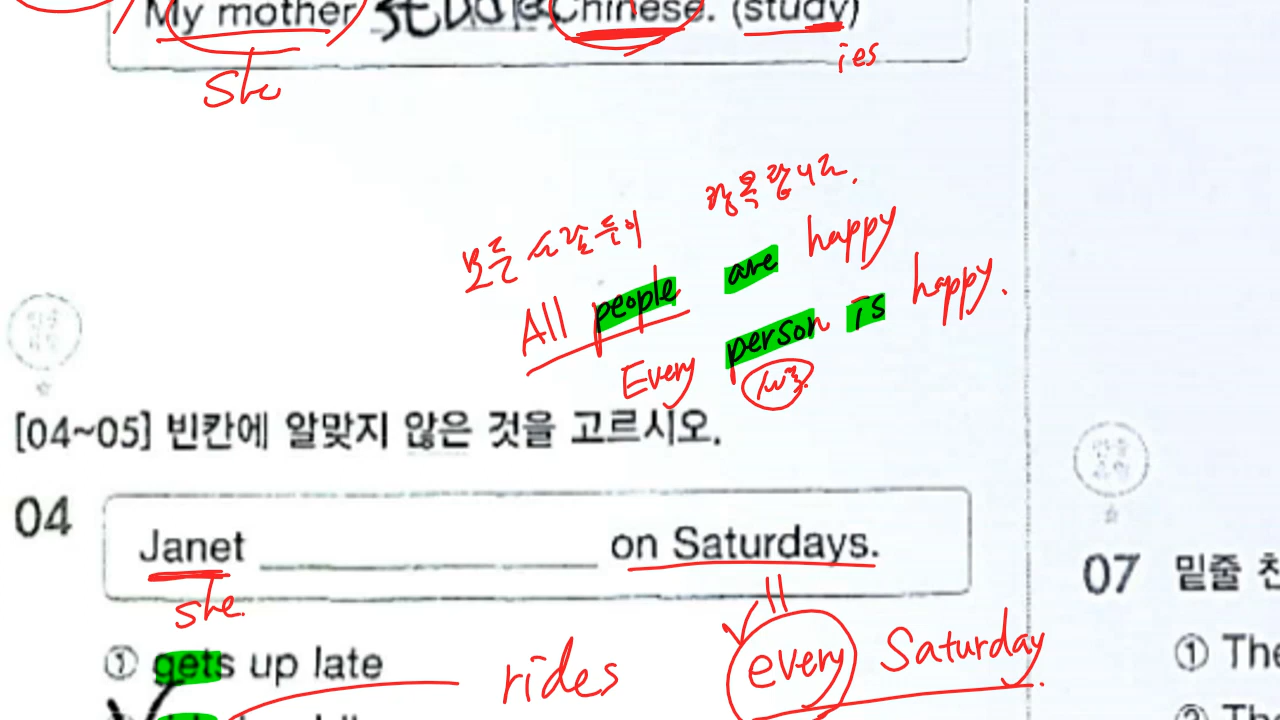 My mother studies Chinese. (study)
ies
she
모든 사람들이 행복합니다.
All people are happy
Every person is happy.
[04~05] 빈칸에 알맞지 않은 것을 고르시오.
04
Janet on Saturdays.
she.
every Saturday.
① gets up late
rides
07 밑줄 친
① The
② The